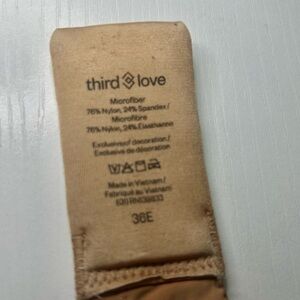 third love
Microfiber
76% Nylon, 24% Spandex /
Microfibre
76% Nylon, 24% Élasthanne
Exclusive of decoration /
Exclusive de décoration
Made in Vietnam /
Fabriqué au Vietnam
36E